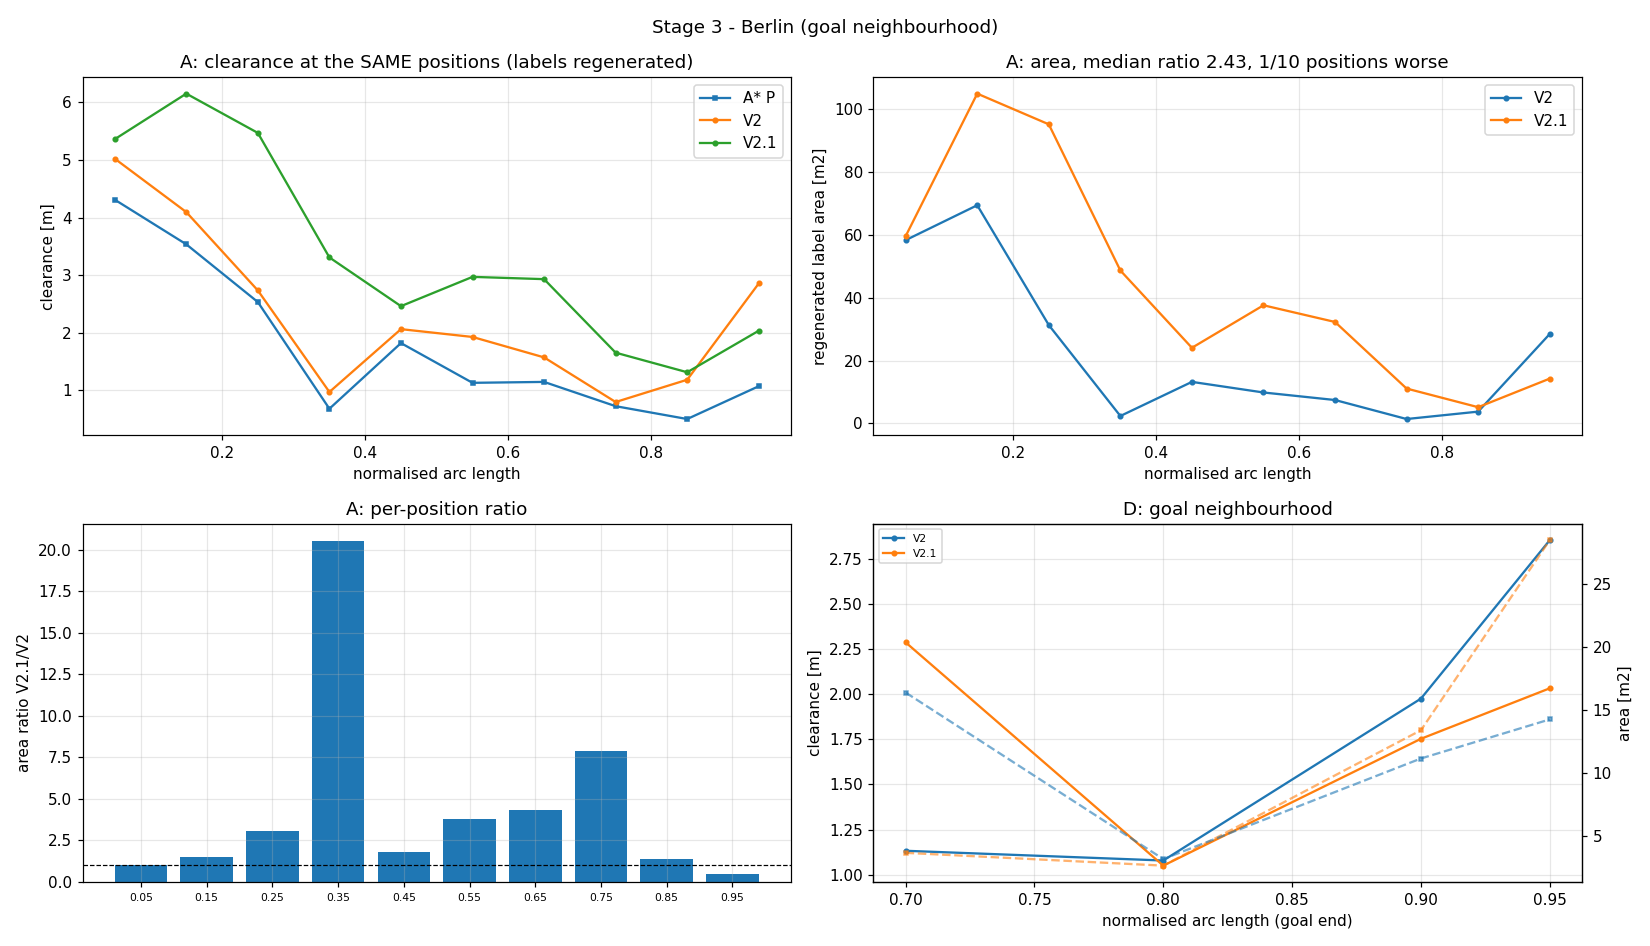 Stage 3 - Berlin (goal neighbourhood)
A: clearance at the SAME positions (labels regenerated)
clearance [m]
6
5
4
3
2
1
A* P
V2
V2.1
0.2 0.4 0.6 0.8
normalised arc length
A: area, median ratio 2.43, 1/10 positions worse
regenerated label area [m2]
100
80
60
40
20
0
V2
V2.1
0.2 0.4 0.6 0.8
normalised arc length
A: per-position ratio
area ratio V2.1/V2
20.0
17.5
15.0
12.5
10.0
7.5
5.0
2.5
0.0
0.05 0.15 0.25 0.35 0.45 0.55 0.65 0.75 0.85 0.95
D: goal neighbourhood
clearance [m]
2.75
2.50
2.25
2.00
1.75
1.50
1.25
1.00
V2
V2.1
25
20
15
10
5
area [m2]
0.70 0.75 0.80 0.85 0.90 0.95
normalised arc length (goal end)